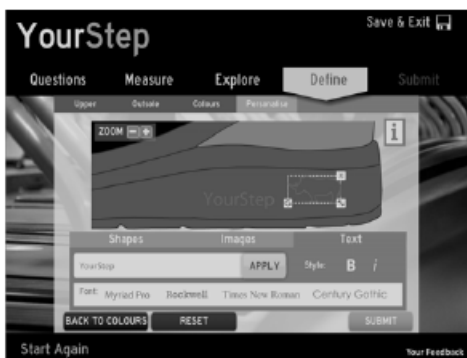 YourStep
Save & Exit
Questions Measure Explore Define Submit
Upper Outsole Colours Personalise
ZOOM - +
i
YourStep
Shapes Images Text
YourStep APPLY Style: B i
Font: Myriad Pro Rockwell Times New Roman Century Gothic
BACK TO COLOURS RESET SUBMIT
Start Again Your Feedback